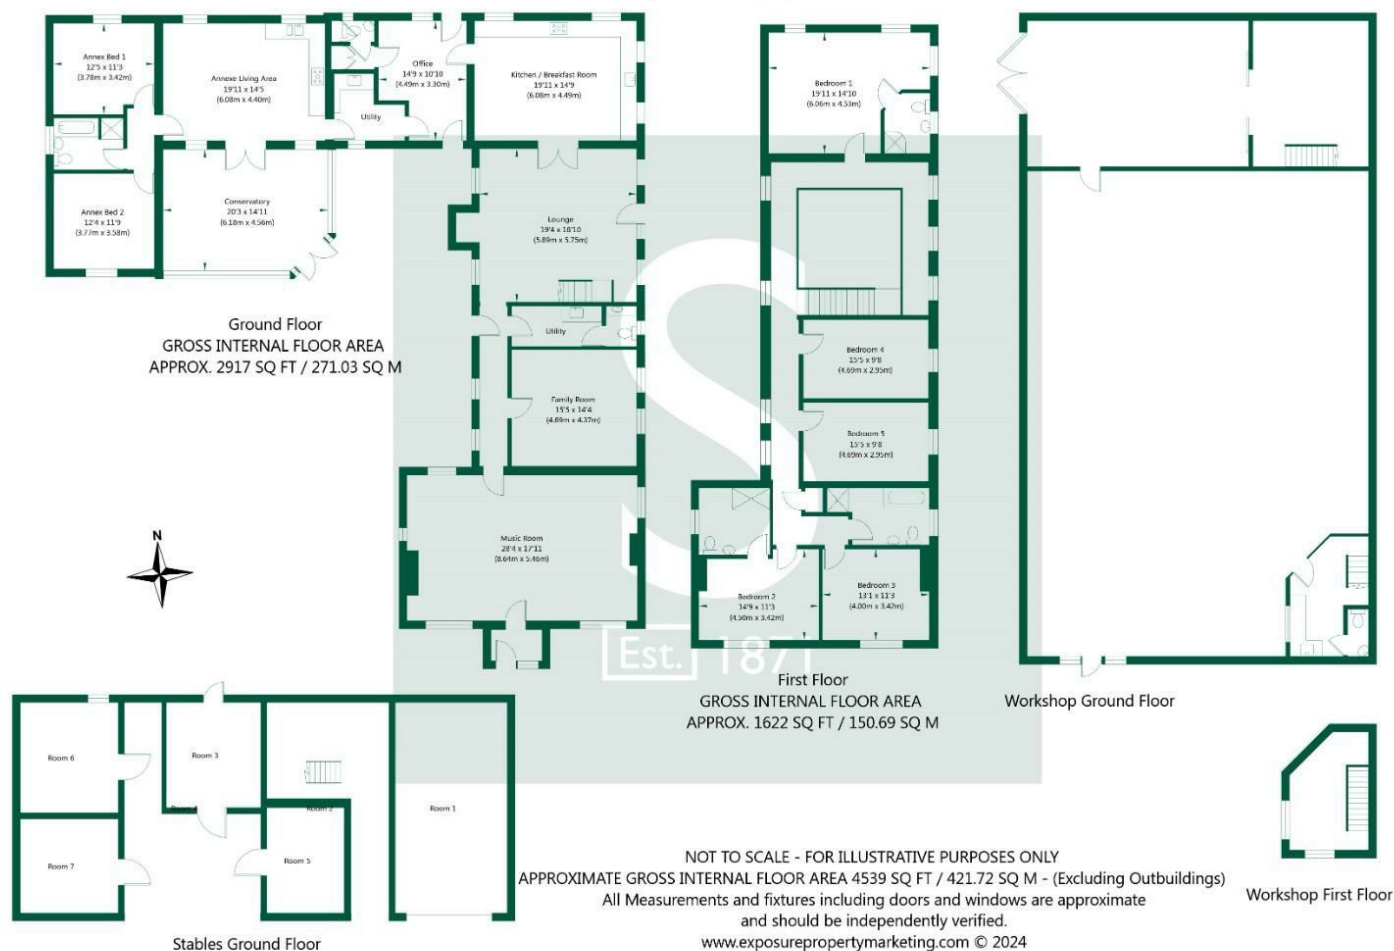 Annex Bed 1
12'5 x 11'3
(3.78m x 3.42m)
Annexe Living Area
19'11 x 14'5
(6.08m x 4.40m)
Office
14'9 x 10'10
(4.49m x 3.30m)
Kitchen / Breakfast Room
19'11 x 14'9
(6.08m x 4.49m)
Utility
Annex Bed 2
12'4 x 11'9
(3.77m x 3.58m)
Conservatory
20'3 x 14'11
(6.18m x 4.56m)
Lounge
19'4 x 18'10
(5.89m x 5.75m)
Utility
Family Room
15'5 x 14'4
(4.69m x 4.37m)
Music Room
28'4 x 17'11
(8.64m x 5.46m)
Ground Floor
GROSS INTERNAL FLOOR AREA
APPROX. 2917 SQ FT / 271.03 SQ M
N
Bedroom 1
19'11 x 14'10
(6.06m x 4.53m)
Bedroom 4
15'5 x 9'8
(4.69m x 2.95m)
Bedroom 5
15'5 x 9'8
(4.69m x 2.95m)
Bedroom 2
14'9 x 11'3
(4.50m x 3.42m)
Bedroom 3
13'1 x 11'3
(4.00m x 3.42m)
S
Est. 1871
First Floor
GROSS INTERNAL FLOOR AREA
APPROX. 1622 SQ FT / 150.69 SQ M
Workshop Ground Floor
Room 6
Room 3
Room 4
Room 2
Room 1
Room 7
Room 5
Stables Ground Floor
Workshop First Floor
NOT TO SCALE - FOR ILLUSTRATIVE PURPOSES ONLY
APPROXIMATE GROSS INTERNAL FLOOR AREA 4539 SQ FT / 421.72 SQ M - (Excluding Outbuildings)
All Measurements and fixtures including doors and windows are approximate
and should be independently verified.
www.exposurepropertymarketing.com © 2024